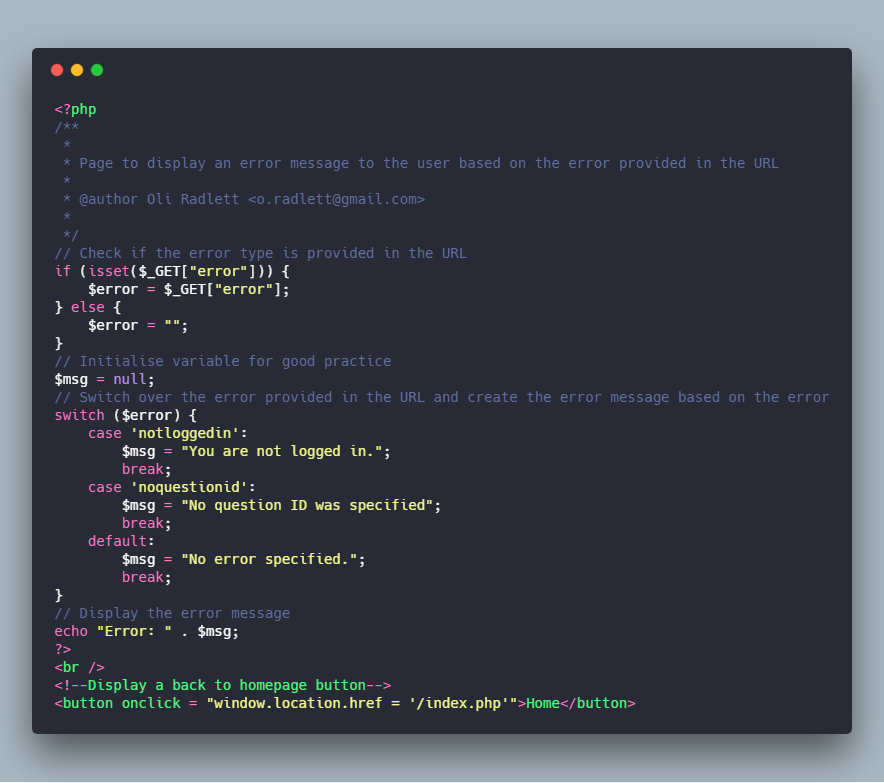 <?php
/**
 *
 * Page to display an error message to the user based on the error provided in the URL
 *
 * @author Oli Radlett <o.radlett@gmail.com>
 *
 */
// Check if the error type is provided in the URL
if (isset($_GET["error"])) {
    $error = $_GET["error"];
} else {
    $error = "";
}
// Initialise variable for good practice
$msg = null;
// Switch over the error provided in the URL and create the error message based on the error
switch ($error) {
    case 'notloggedin':
        $msg = "You are not logged in.";
        break;
    case 'noquestionid':
        $msg = "No question ID was specified";
        break;
    default:
        $msg = "No error specified.";
        break;
}
// Display the error message
echo "Error: " . $msg;
?>
<br />
<!--Display a back to homepage button-->
<button onclick = "window.location.href = '/index.php'">Home</button>